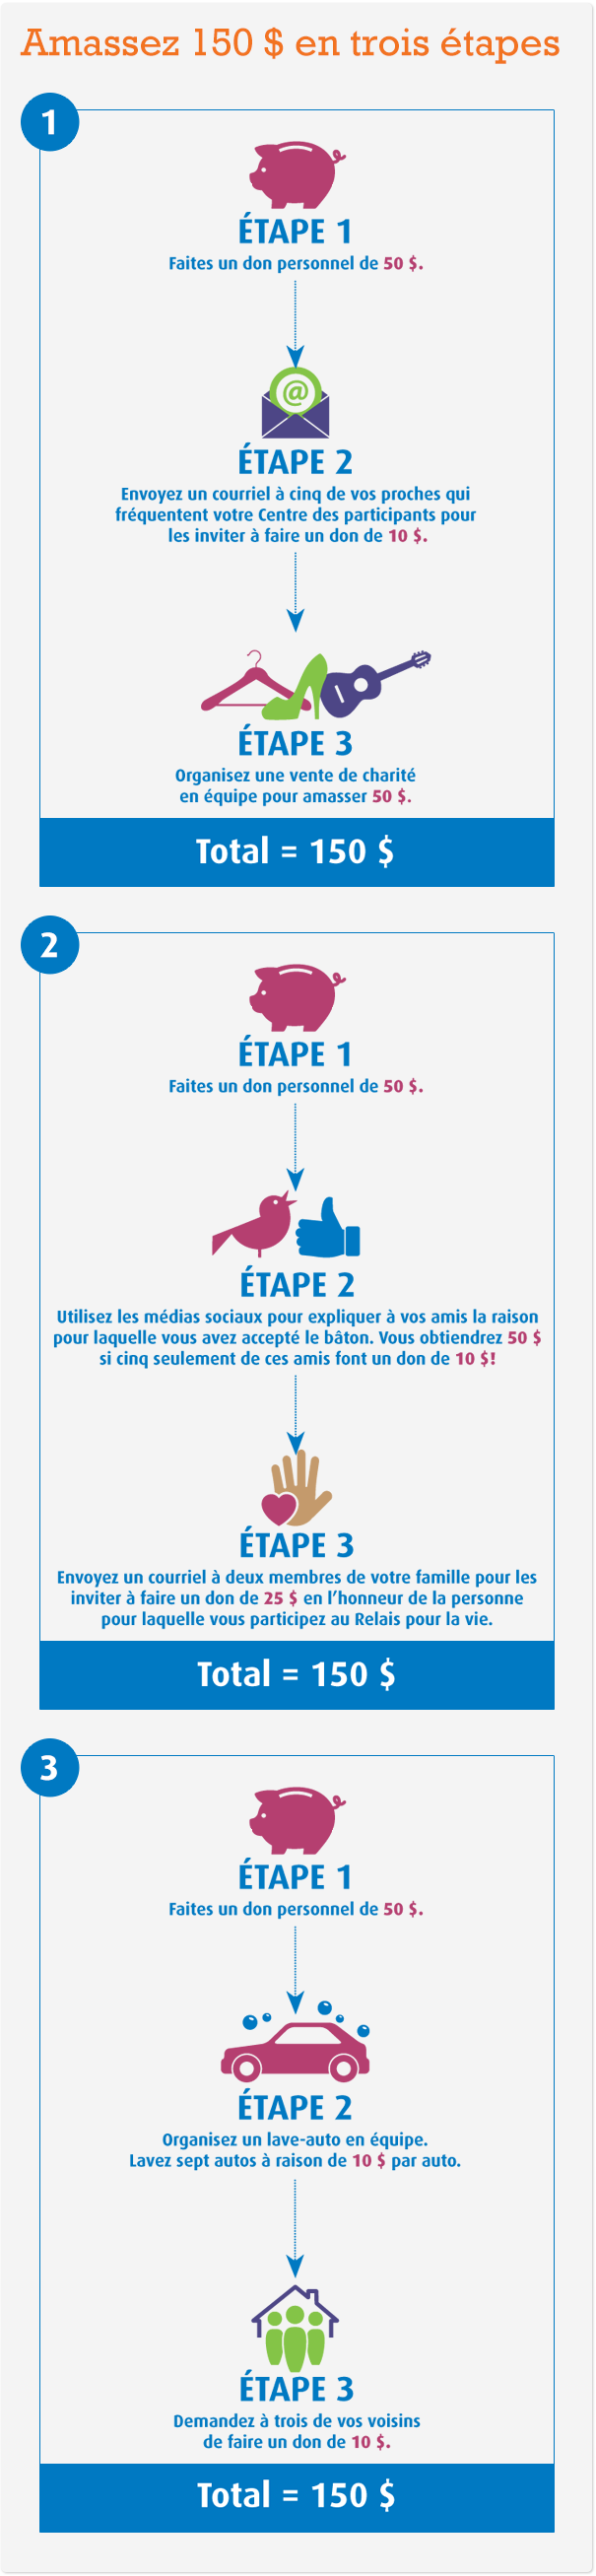 Amassez 150 $ en trois étapes
1
ÉTAPE 1
Faites un don personnel de 50 $.
@
ÉTAPE 2
Envoyez un courriel à cinq de vos proches qui
fréquentent votre Centre des participants pour
les inviter à faire un don de 10 $.
ÉTAPE 3
Organisez une vente de charité
en équipe pour amasser 50 $.
Total = 150 $
2
ÉTAPE 1
Faites un don personnel de 50 $.
ÉTAPE 2
Utilisez les médias sociaux pour expliquer à vos amis la raison
pour laquelle vous avez accepté le bâton. Vous obtiendrez 50 $
si cinq seulement de ces amis font un don de 10 $!
ÉTAPE 3
Envoyez un courriel à deux membres de votre famille pour les
inviter à faire un don de 25 $ en l'honneur de la personne
pour laquelle vous participez au Relais pour la vie.
Total = 150 $
3
ÉTAPE 1
Faites un don personnel de 50 $.
ÉTAPE 2
Organisez un lave-auto en équipe.
Lavez sept autos à raison de 10 $ par auto.
ÉTAPE 3
Demandez à trois de vos voisins
de faire un don de 10 $.
Total = 150 $